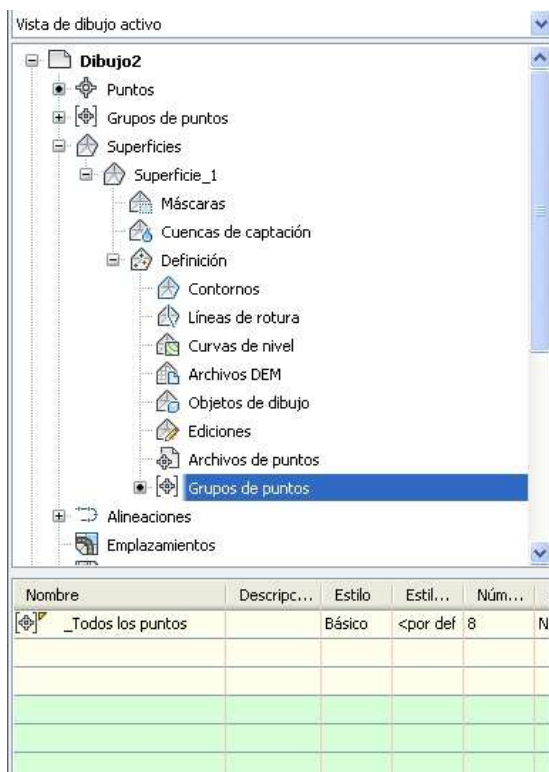 Vista de dibujo activo
Dibujo2
Puntos
Grupos de puntos
Superficies
Superficie_1
Máscaras
Cuencas de captación
Definición
Contornos
Líneas de rotura
Curvas de nivel
Archivos DEM
Objetos de dibujo
Ediciones
Archivos de puntos
Grupos de puntos
Alineaciones
Emplazamientos
Nombre Descripc... Estilo Estil... Núm...
_Todos los puntos Básico <por def 8 N